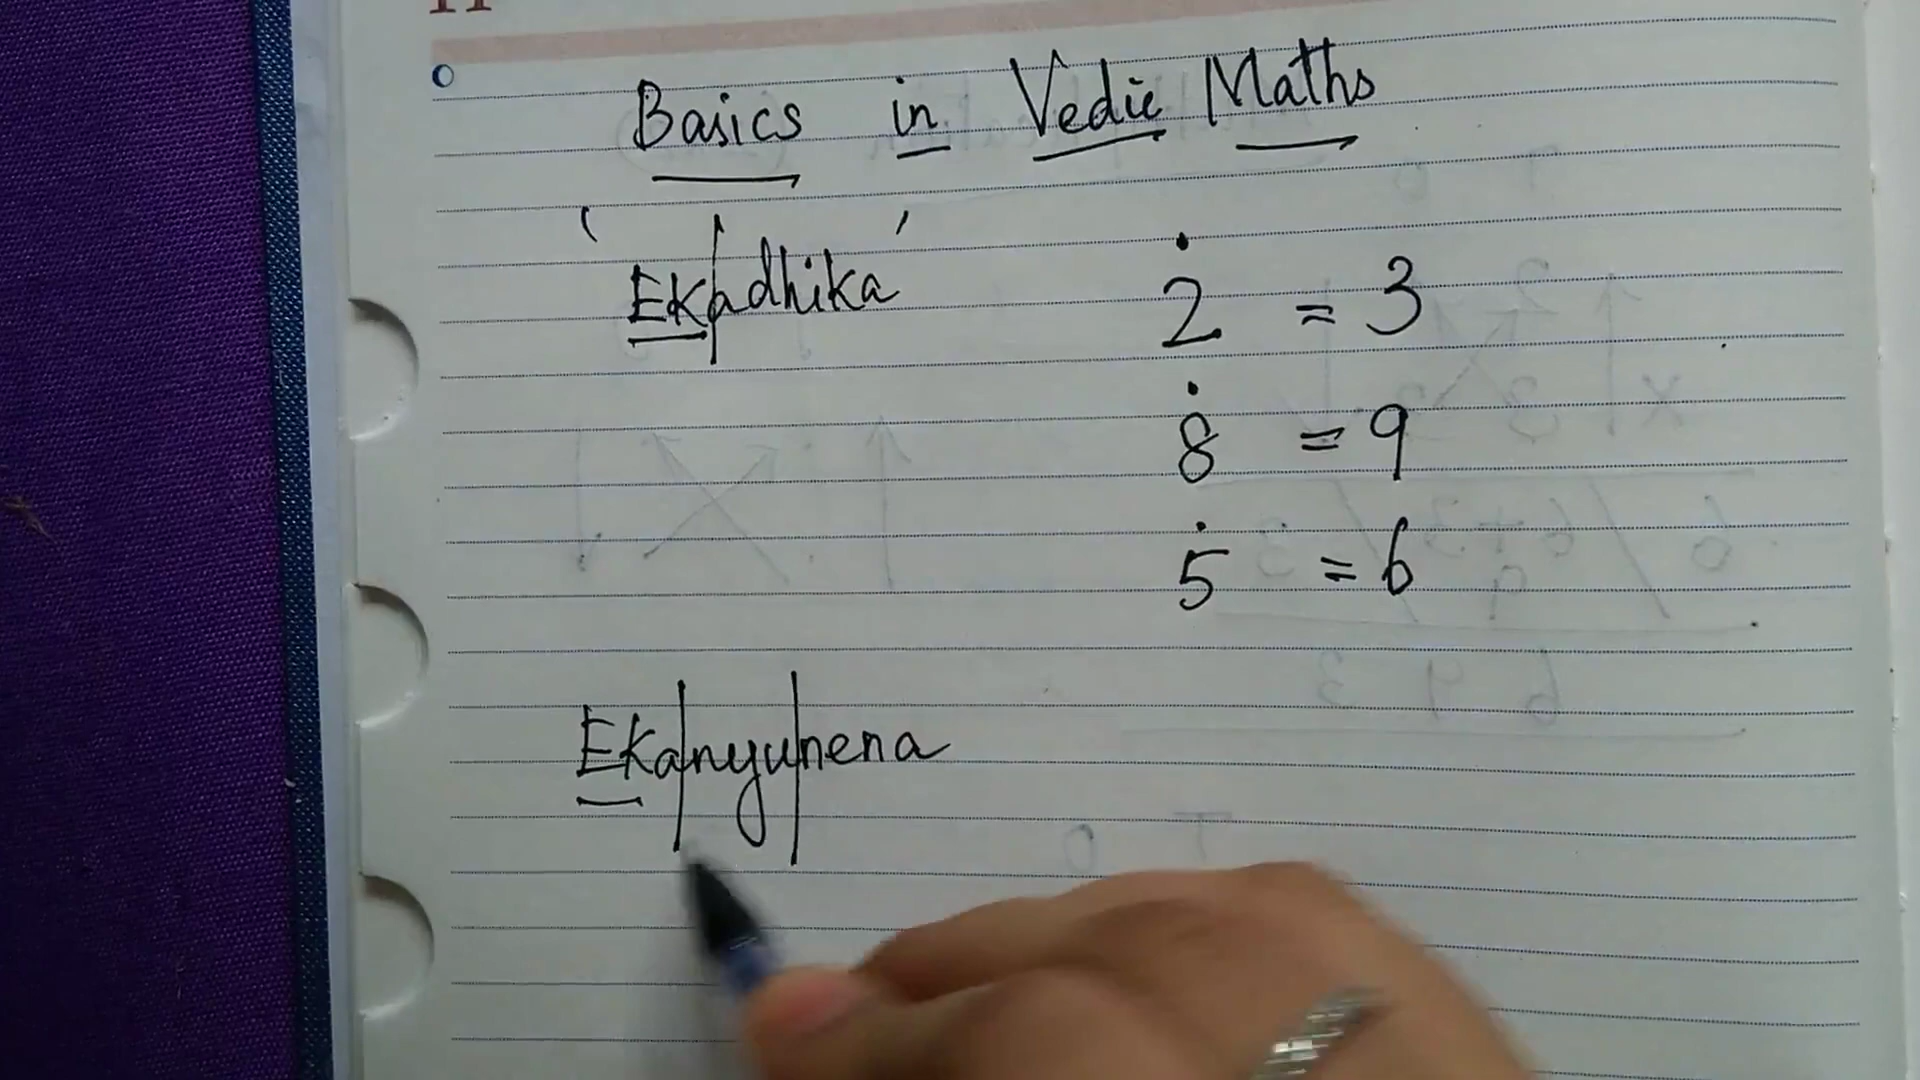 Basics in Vedic Maths
'Ekadhika'
2̇ = 3
8̇ = 9
5̇ = 6
Ekanyunena